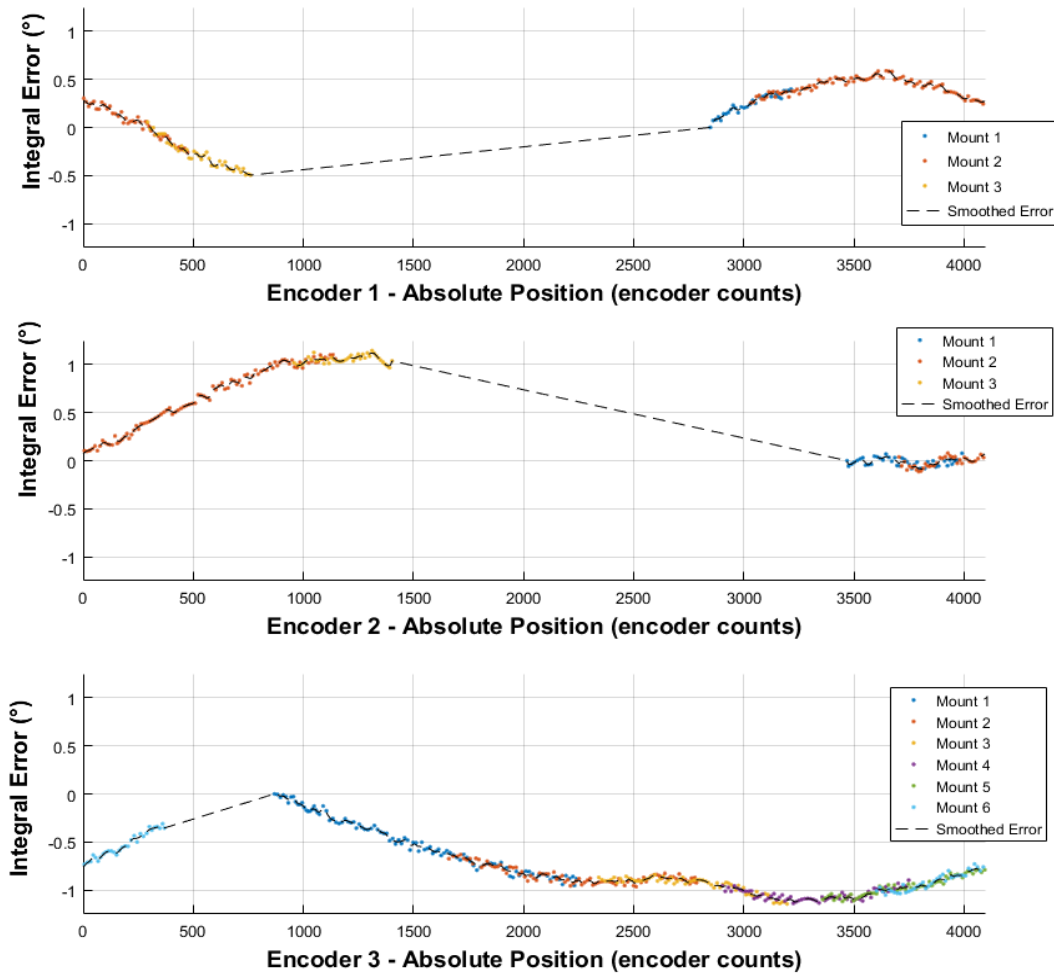 Integral Error (°)
1
0.5
0
-0.5
-1
Mount 1
Mount 2
Mount 3
Smoothed Error
0 500 1000 1500 2000 2500 3000 3500 4000
Encoder 1 - Absolute Position (encoder counts)
Integral Error (°)
1
0.5
0
-0.5
-1
Mount 1
Mount 2
Mount 3
Smoothed Error
0 500 1000 1500 2000 2500 3000 3500 4000
Encoder 2 - Absolute Position (encoder counts)
Integral Error (°)
1
0.5
0
-0.5
-1
Mount 1
Mount 2
Mount 3
Mount 4
Mount 5
Mount 6
Smoothed Error
0 500 1000 1500 2000 2500 3000 3500 4000
Encoder 3 - Absolute Position (encoder counts)